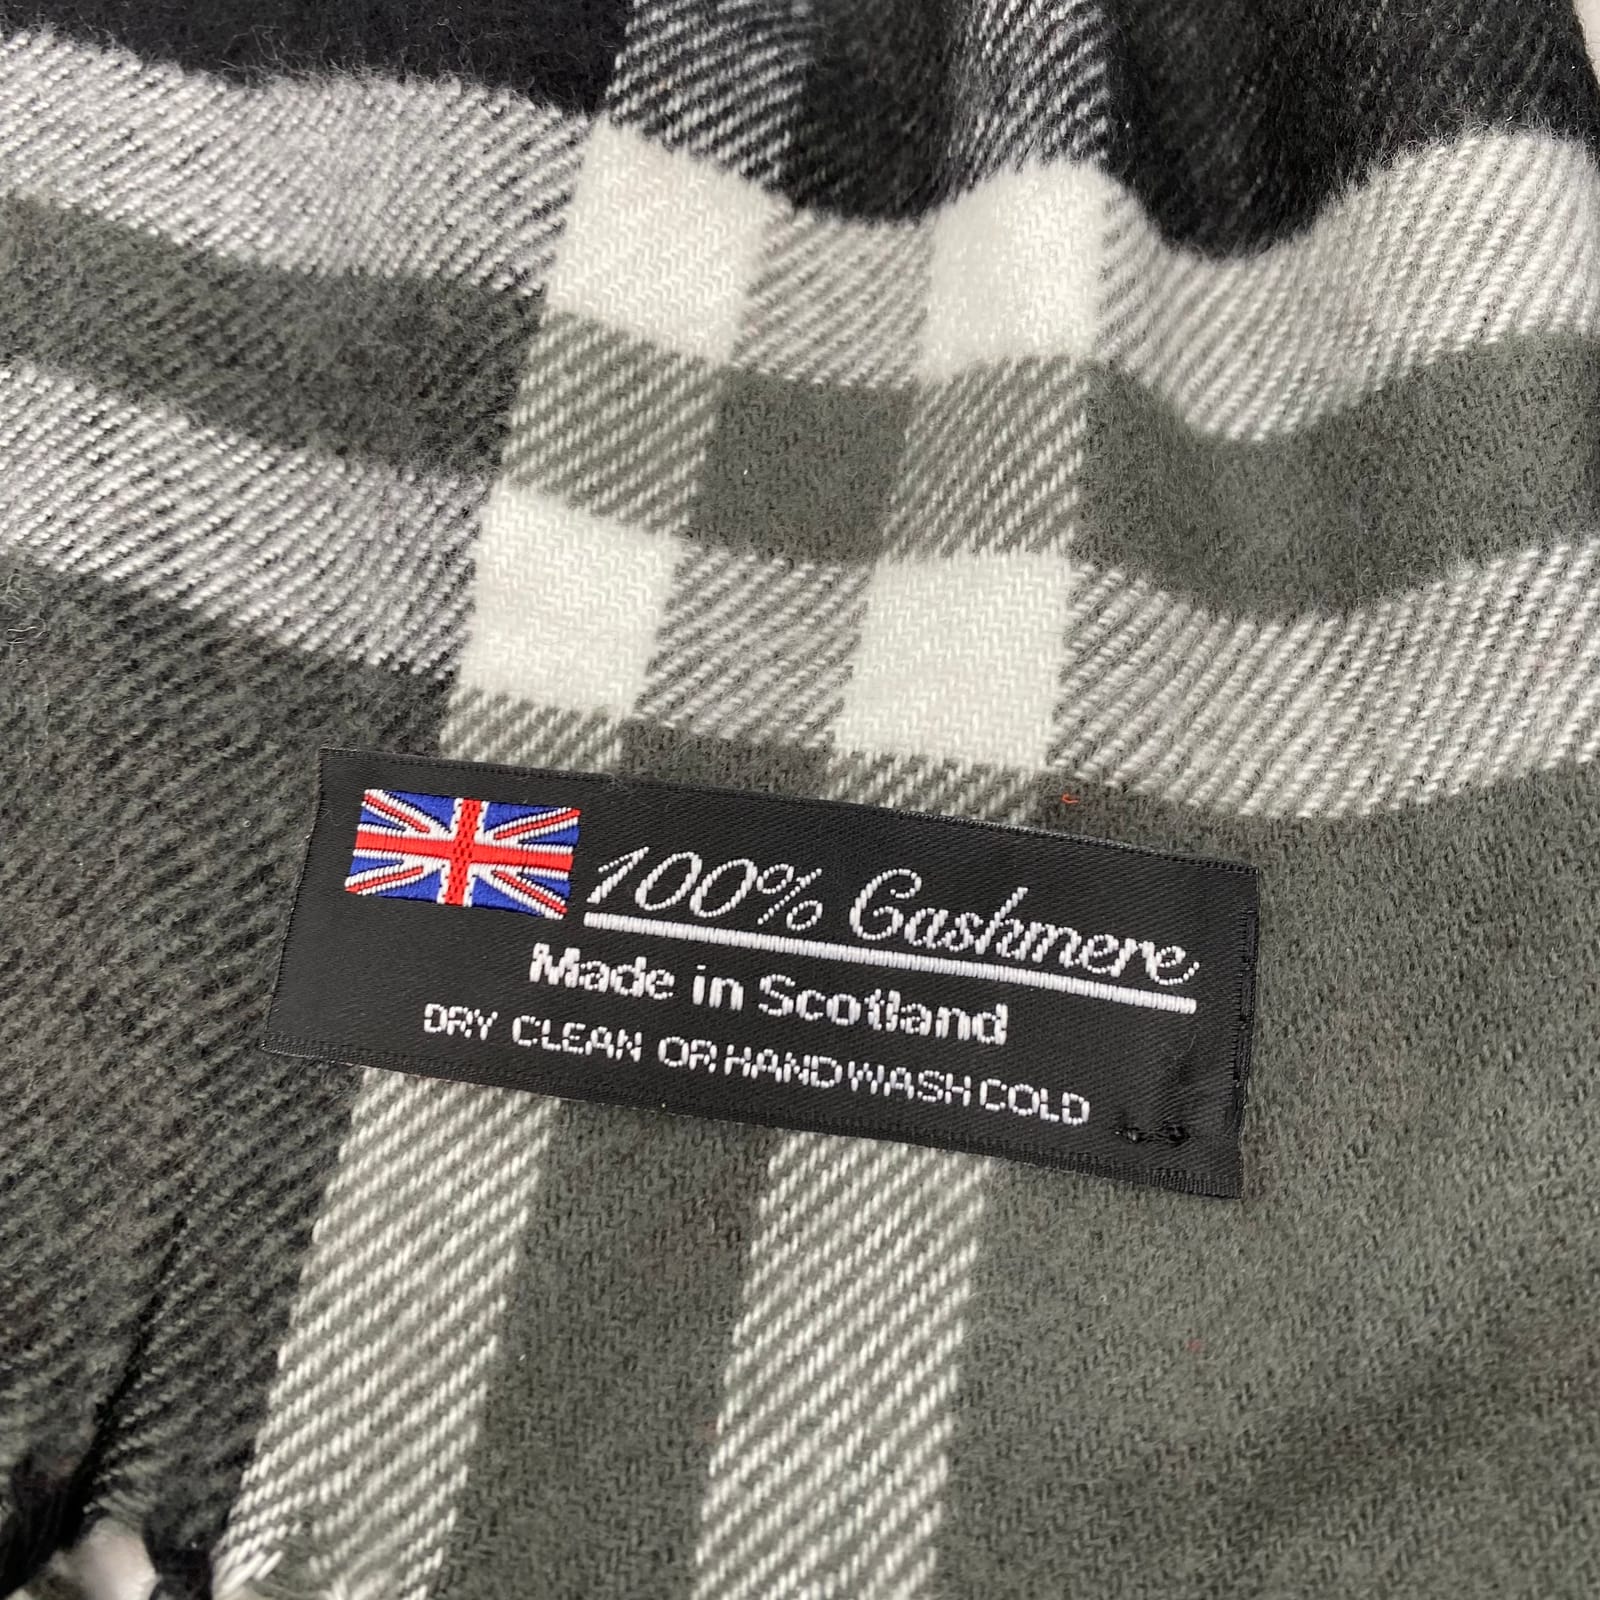 100% Cashmere
Made in Scotland
DRY CLEAN OR HAND WASH COLD